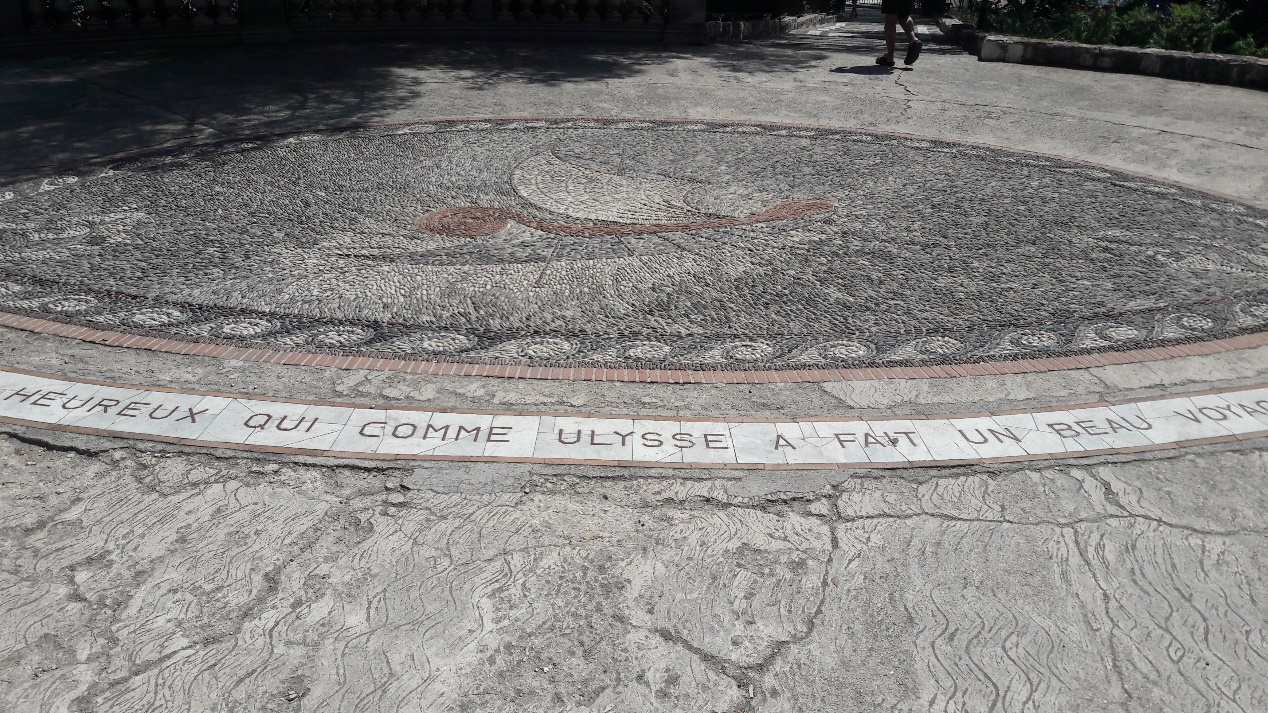 HEUREUX QUI COMME ULYSSE A FAIT UN BEAU VOYAG